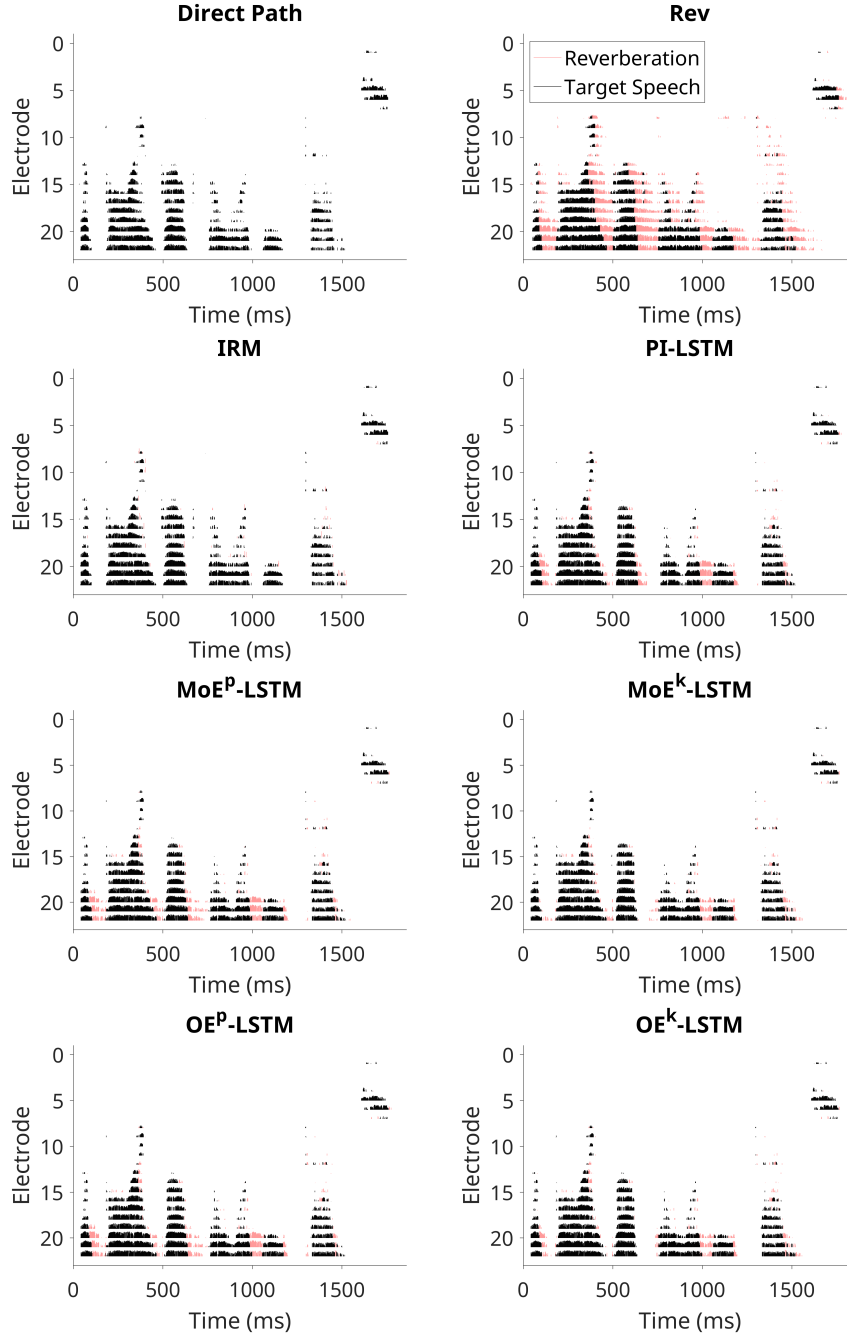 Direct Path
Rev
0
5
10
15
20
Electrode
0
500
1000
1500
Time (ms)
0
5
10
15
20
Electrode
Reverberation
Target Speech
0
500
1000
1500
Time (ms)
IRM
PI-LSTM
0
5
10
15
20
Electrode
0
500
1000
1500
Time (ms)
0
5
10
15
20
Electrode
0
500
1000
1500
Time (ms)
MoEᵖ-LSTM
MoEᵏ-LSTM
0
5
10
15
20
Electrode
0
500
1000
1500
Time (ms)
0
5
10
15
20
Electrode
0
500
1000
1500
Time (ms)
OEᵖ-LSTM
OEᵏ-LSTM
0
5
10
15
20
Electrode
0
500
1000
1500
Time (ms)
0
5
10
15
20
Electrode
0
500
1000
1500
Time (ms)